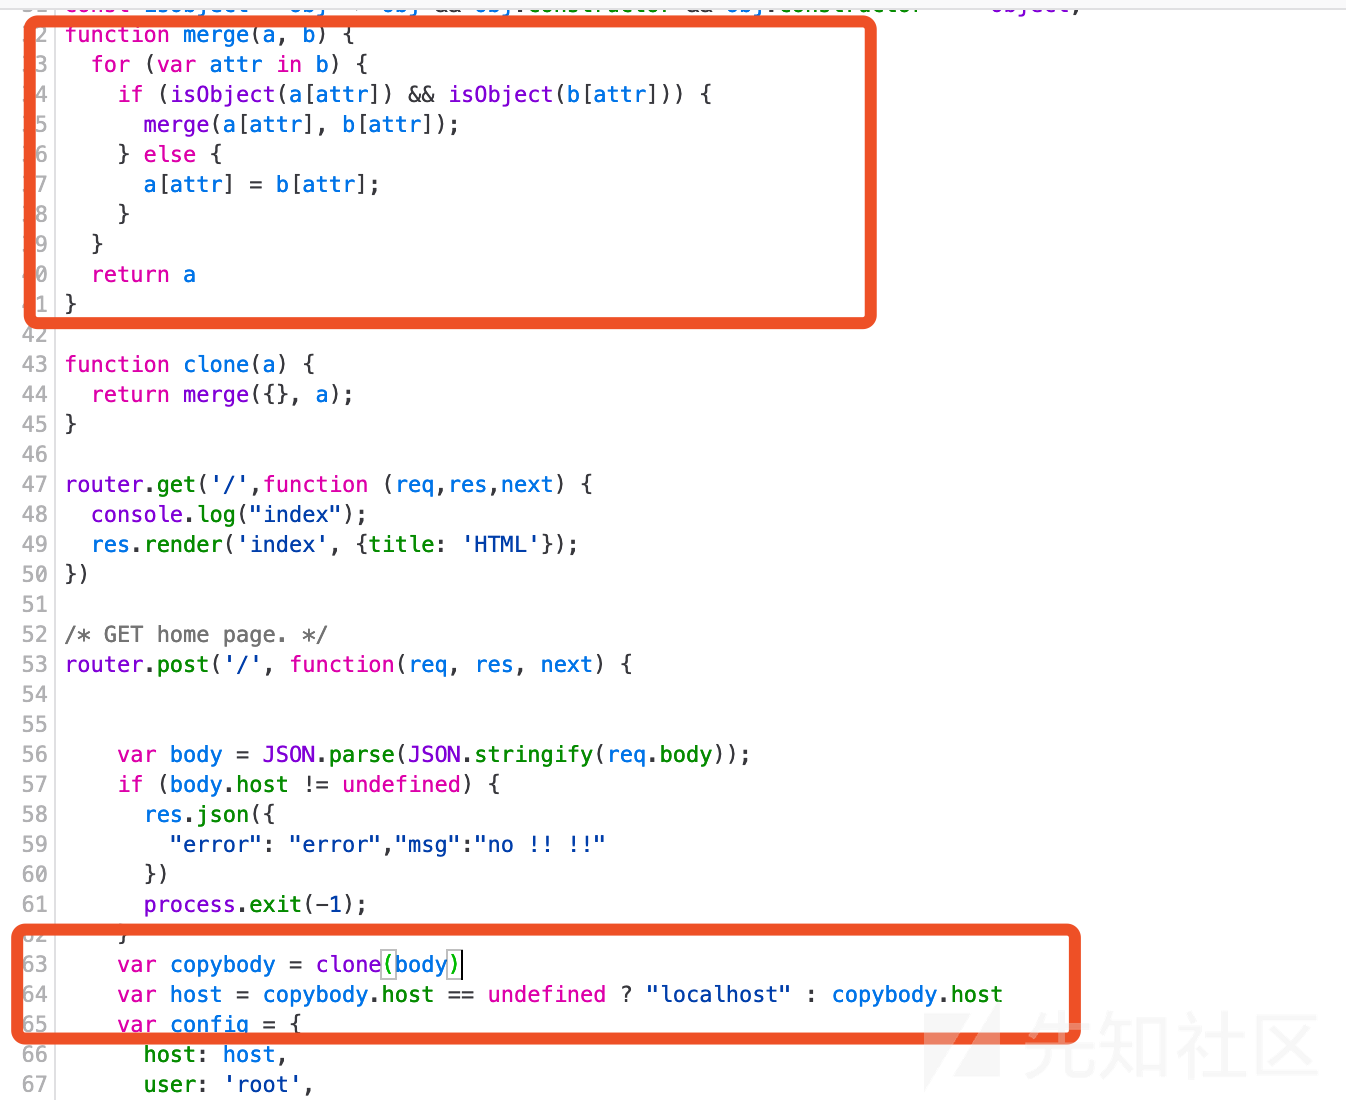 function merge(a, b) {
33 for (var attr in b) {
34 if (isObject(a[attr]) && isObject(b[attr])) {
35 merge(a[attr], b[attr]);
36 } else {
37 a[attr] = b[attr];
38 }
39 }
40 return a
41 }
42
43 function clone(a) {
44 return merge({}, a);
45 }
46
47 router.get('/',function (req,res,next) {
48 console.log("index");
49 res.render('index', {title: 'HTML'});
50 })
51
52 /* GET home page. */
53 router.post('/', function(req, res, next) {
54
55
56 var body = JSON.parse(JSON.stringify(req.body));
57 if (body.host != undefined) {
58 res.json({
59 "error": "error","msg":"no !! !!"
60 })
61 process.exit(-1);
62 }
63 var copybody = clone(body)
64 var host = copybody.host == undefined ? "localhost" : copybody.host
65 var config = {
66 host: host,
67 user: 'root',
先知社区